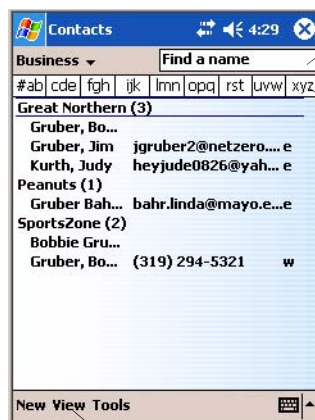 Contacts 4:29
Business Find a name
#ab cde fgh ijk lmn opq rst uvw xyz
Great Northern (3)
Gruber, Bo...
Gruber, Jim jgruber2@netzero.... e
Kurth, Judy heyjude0826@yah... e
Peanuts (1)
Gruber Bah... bahr.linda@mayo.e... e
SportsZone (2)
Bobbie Gru...
Gruber, Bo... (319) 294-5321 w
New View Tools